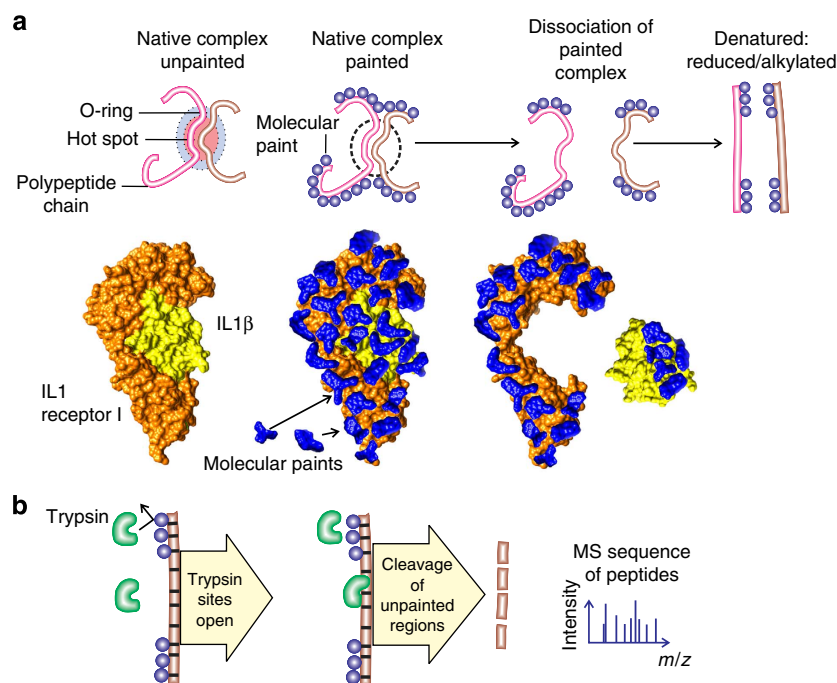 a
Native complex
unpainted
Native complex
painted
Dissociation of
painted
complex
Denatured:
reduced/alkylated
O-ring
Hot spot
Polypeptide
chain
Molecular
paint
IL1β
IL1
receptor I
Molecular paints
b
Trypsin
Trypsin
sites
open
Cleavage
of
unpainted
regions
MS sequence
of peptides
Intensity
m/z